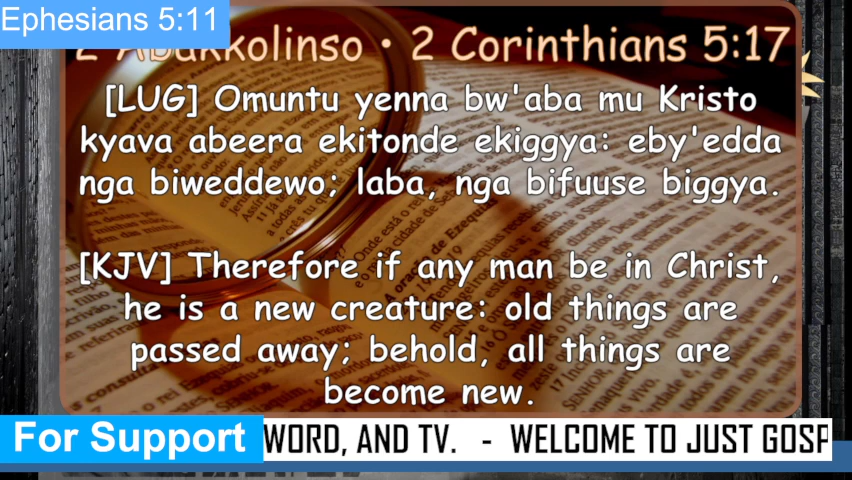 Ephesians 5:11
2 Abakkolinso • 2 Corinthians 5:17
[LUG] Omuntu yenna bw'aba mu Kristo
kyava abeera ekitonde ekiggya: eby'edda
nga biweddewo; laba, nga bifuuse biggya.
[KJV] Therefore if any man be in Christ,
he is a new creature: old things are
passed away; behold, all things are
become new.
For Support
WORD, AND TV. - WELCOME TO JUST GOSP